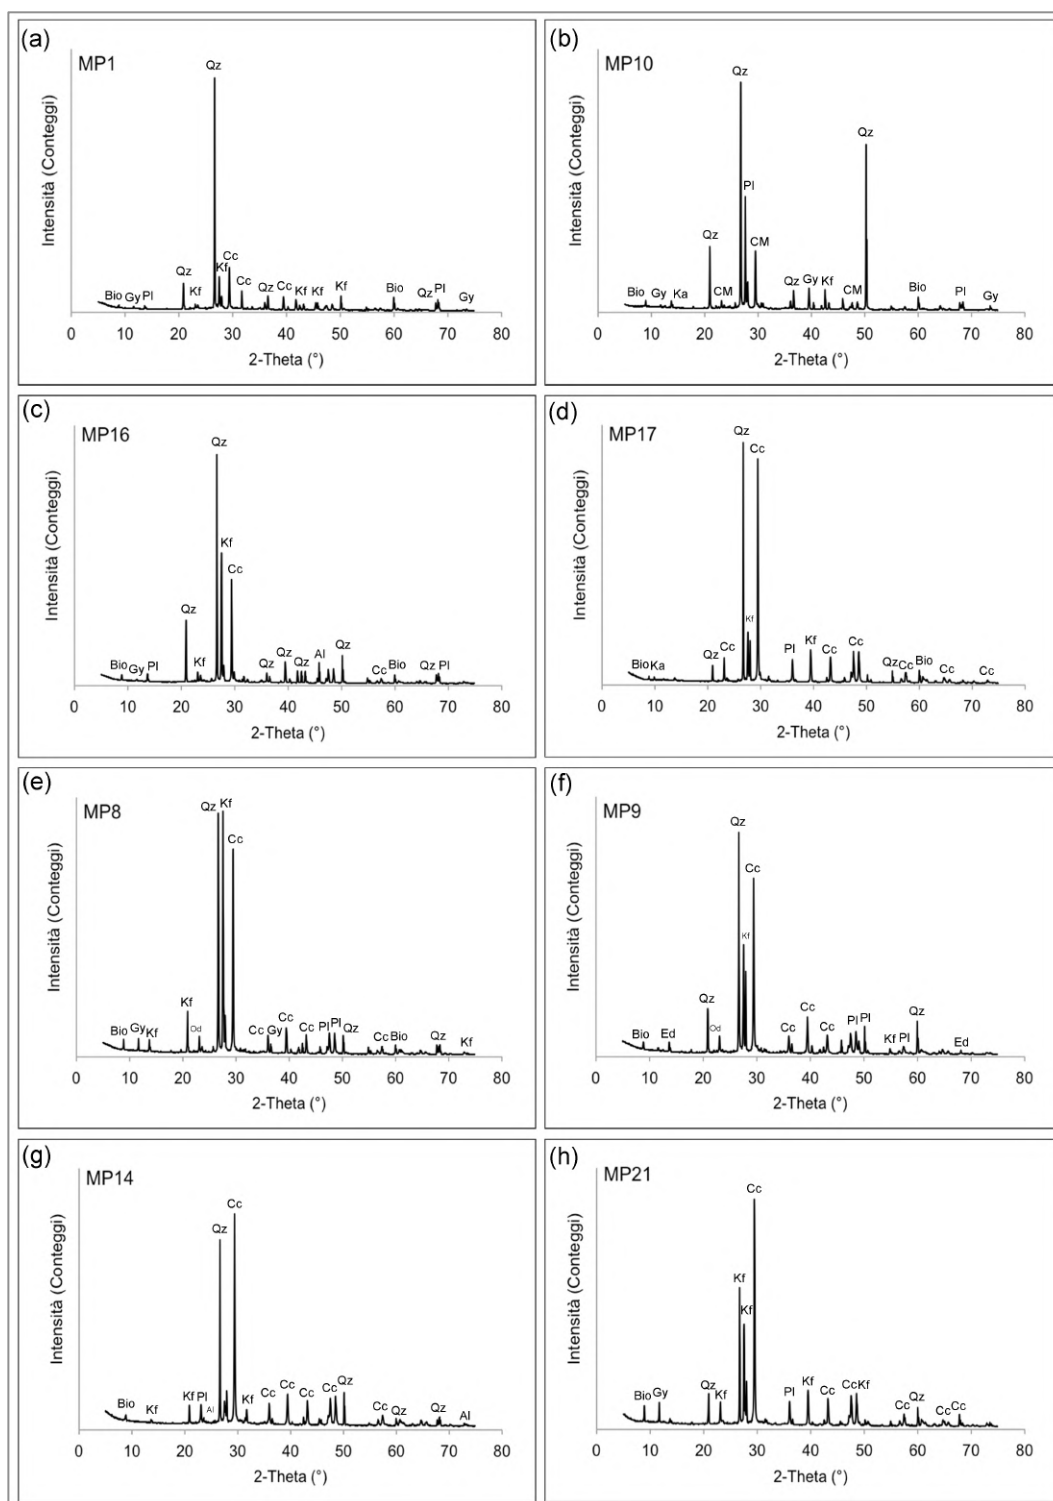 (a)
MP1
Intensità (Conteggi)
Qz
Qz
Kf
Cc
Bio Gy Pl
Kf
Cc
Qz
Cc
Kf
Kf
Kf
Bio
Qz
Pl
Gy
0 10 20 30 40 50 60 70 80
2-Theta (°)
(b)
MP10
Intensità (Conteggi)
Qz
Qz
Pl
CM
Qz
Bio Gy Ka
CM
Qz
Gy
Kf
CM
Bio
Pl
Gy
0 10 20 30 40 50 60 70 80
2-Theta (°)
(c)
MP16
Intensità (Conteggi)
Qz
Kf
Cc
Qz
Bio Gy Pl
Kf
Qz
Qz
Qz
Al
Qz
Cc
Bio
Qz Pl
0 10 20 30 40 50 60 70 80
2-Theta (°)
(d)
MP17
Intensità (Conteggi)
Qz
Cc
Kf
Bio Ka
Qz
Cc
Pl
Kf
Cc
Cc
Qz
Cc
Bio
Cc
Cc
0 10 20 30 40 50 60 70 80
2-Theta (°)
(e)
MP8
Intensità (Conteggi)
Qz
Kf
Cc
Kf
Bio Gy Kf
Od
Cc
Gy
Cc
Cc
Pl
Pl
Qz
Cc
Bio
Qz
Kf
0 10 20 30 40 50 60 70 80
2-Theta (°)
(f)
MP9
Intensità (Conteggi)
Qz
Cc
Kf
Qz
Bio Ed
Od
Cc
Cc
Cc
Pl
Pl
Kf
Pl
Qz
Ed
0 10 20 30 40 50 60 70 80
2-Theta (°)
(g)
MP14
Intensità (Conteggi)
Cc
Qz
Bio Kf
Kf
Pl
Al
Kf
Cc
Cc
Cc
Cc
Qz
Cc
Qz
Qz
Al
0 10 20 30 40 50 60 70 80
2-Theta (°)
(h)
MP21
Intensità (Conteggi)
Cc
Kf
Kf
Bio Gy
Qz
Kf
Pl
Kf
Cc
Cc
Kf
Cc
Qz
Cc
Cc
0 10 20 30 40 50 60 70 80
2-Theta (°)